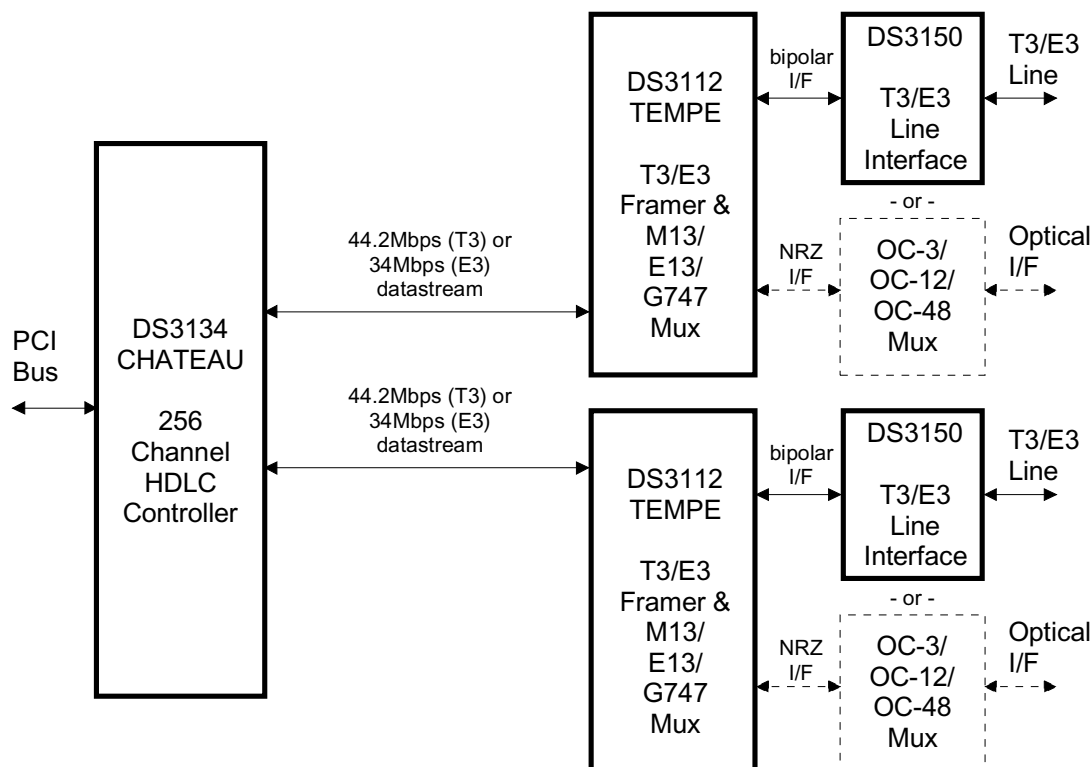 PCI
Bus
DS3134
CHATEAU
256
Channel
HDLC
Controller
44.2Mbps (T3) or
34Mbps (E3)
datastream
44.2Mbps (T3) or
34Mbps (E3)
datastream
DS3112
TEMPE
T3/E3
Framer &
M13/
E13/
G747
Mux
bipolar
I/F
DS3150
T3/E3
Line
Interface
T3/E3
Line
- or -
NRZ
I/F
OC-3/
OC-12/
OC-48
Mux
Optical
I/F
DS3112
TEMPE
T3/E3
Framer &
M13/
E13/
G747
Mux
bipolar
I/F
DS3150
T3/E3
Line
Interface
T3/E3
Line
- or -
NRZ
I/F
OC-3/
OC-12/
OC-48
Mux
Optical
I/F